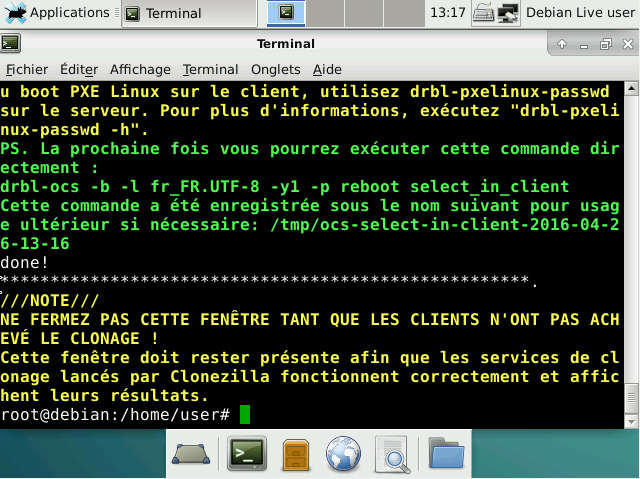 Applications
Terminal
13:17
Debian Live user
Terminal
Fichier Éditer Affichage Terminal Onglets Aide
u boot PXE Linux sur le client, utilisez drbl-pxelinux-passwd
sur le serveur. Pour plus d'informations, exécutez "drbl-pxeli
nux-passwd -h".
PS. La prochaine fois vous pourrez exécuter cette commande dir
ectement :
drbl-ocs -b -l fr_FR.UTF-8 -y1 -p reboot select_in_client
Cette commande a été enregistrée sous le nom suivant pour usag
e ultérieur si nécessaire: /tmp/ocs-select-in-client-2016-04-2
6-13-16
done!
*****************************************************.
///NOTE///
NE FERMEZ PAS CETTE FENÊTRE TANT QUE LES CLIENTS N'ONT PAS ACH
EVÉ LE CLONAGE !
Cette fenêtre doit rester présente afin que les services de cl
onage lancés par Clonezilla fonctionnent correctement et affic
hent leurs résultats.
root@debian:/home/user#